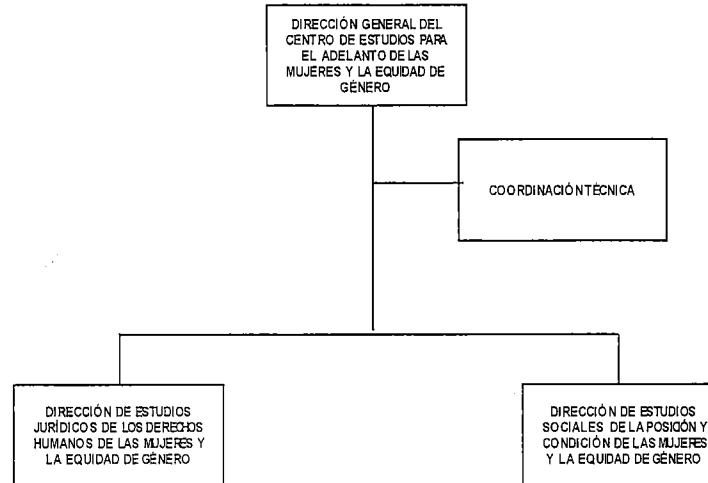 DIRECCIÓN GENERAL DEL
CENTRO DE ESTUDIOS PARA
EL ADELANTO DE LAS
MUJERES Y LA EQUIDAD DE
GÉNERO
COORDINACIÓN TÉCNICA
DIRECCIÓN DE ESTUDIOS
JURÍDICOS DE LOS DERECHOS
HUMANOS DE LAS MUJERES Y
LA EQUIDAD DE GÉNERO
DIRECCIÓN DE ESTUDIOS
SOCIALES DE LA POSICIÓN Y
CONDICIÓN DE LAS MUJERES
Y LA EQUIDAD DE GÉNERO